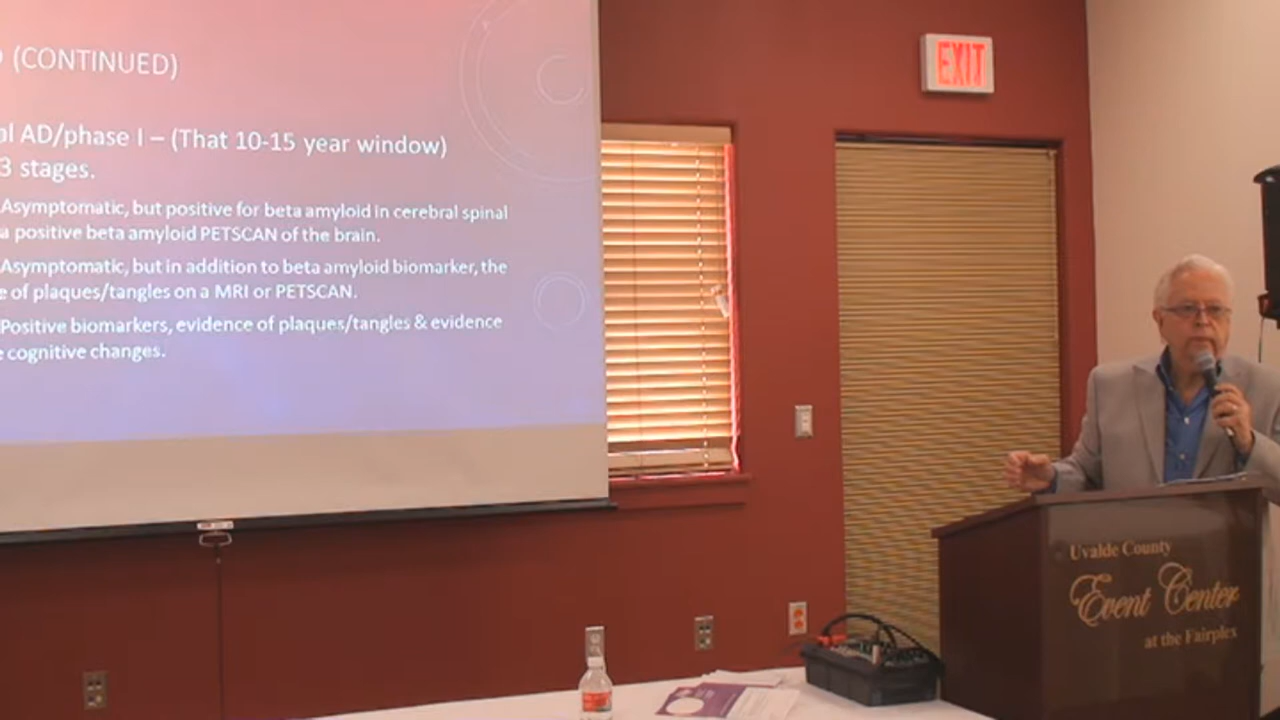 (CONTINUED)
AD/phase I – (That 10-15 year window)
3 stages.
Asymptomatic, but positive for beta amyloid in cerebral spinal
a positive beta amyloid PETSCAN of the brain.
Asymptomatic, but in addition to beta amyloid biomarker, the
of plaques/tangles on a MRI or PETSCAN.
Positive biomarkers, evidence of plaques/tangles & evidence
cognitive changes.
EXIT
Uvalde County
Event Center
at the Fairplex